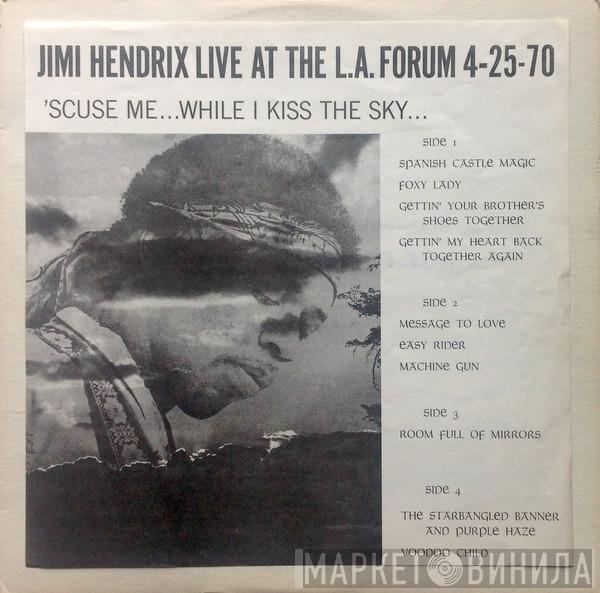 JIMI HENDRIX LIVE AT THE L.A. FORUM 4-25-70
'SCUSE ME...WHILE I KISS THE SKY...
SIDE 1
SPANISH CASTLE MAGIC
FOXY LADY
GETTIN' YOUR BROTHER'S
SHOES TOGETHER
GETTIN' MY HEART BACK
TOGETHER AGAIN
SIDE 2
MESSAGE TO LOVE
EASY RIDER
MACHINE GUN
SIDE 3
ROOM FULL OF MIRRORS
SIDE 4
THE STARBANGLED BANNER
AND PURPLE HAZE
VOODOO CHILD
МАРКЕТ ВИНИЛА